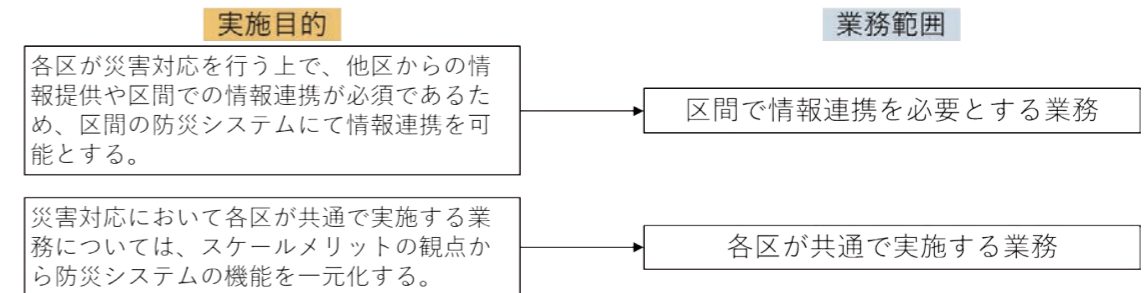 実施目的
業務範囲
各区が災害対応を行う上で、他区からの情
報提供や区間での情報連携が必須であるた
め、区間の防災システムにて情報連携を可
能とする。
区間で情報連携を必要とする業務
災害対応において各区が共通で実施する業
務については、スケールメリットの観点か
ら防災システムの機能を一元化する。
各区が共通で実施する業務